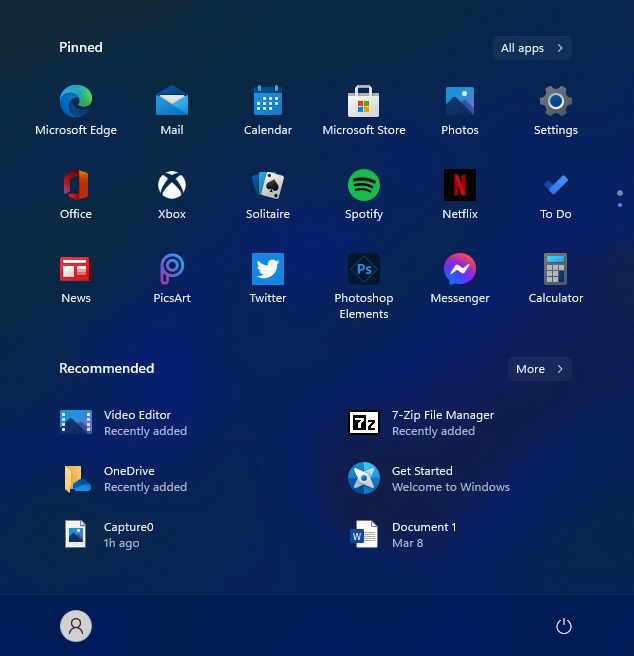 Pinned
All apps
Microsoft Edge
Mail
Calendar
Microsoft Store
Photos
Settings
Office
Xbox
Solitaire
Spotify
Netflix
To Do
News
PicsArt
Twitter
Ps
Photoshop
Elements
Messenger
Calculator
Recommended
More
Video Editor
Recently added
7z
7-Zip File Manager
Recently added
OneDrive
Recently added
Get Started
Welcome to Windows
Capture0
1h ago
W
Document 1
Mar 8